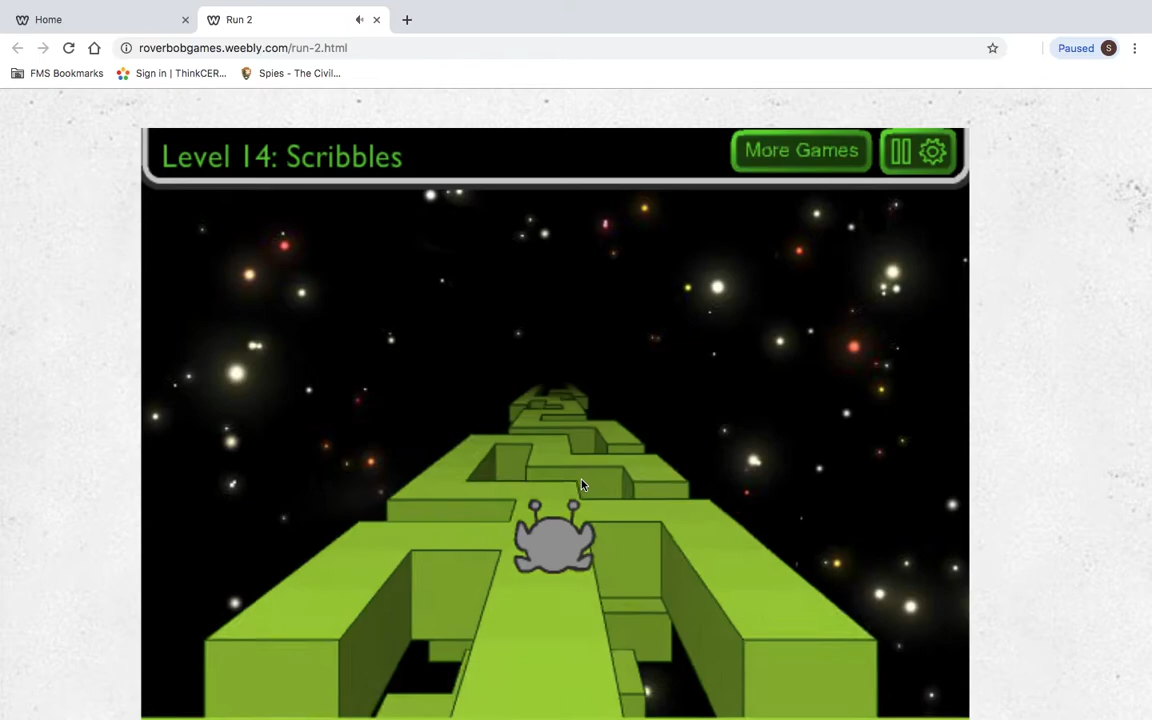 Home
Run 2
roverbobgames.weebly.com/run-2.html
Paused
S
FMS Bookmarks
Sign in | ThinkCER...
Spies - The Civil...
Level 14: Scribbles
More Games